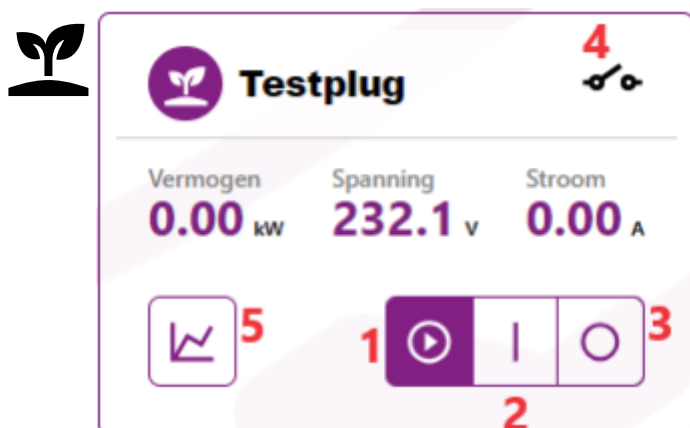 4
Testplug
Vermogen Spanning Stroom
0.00 kW 232.1 V 0.00 A
5 1 3
2